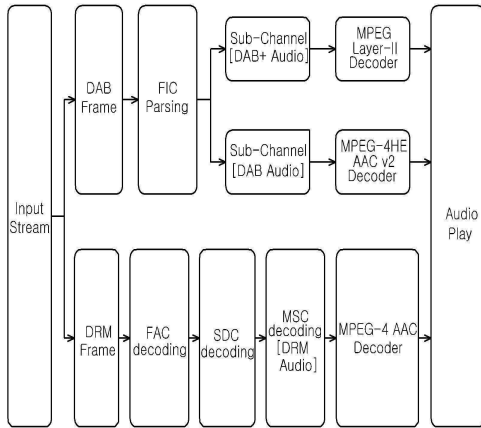 Input
Stream
DAB
Frame
FIC
Parsing
Sub-Channel
[DAB+ Audio]
MPEG
Layer-II
Decoder
Sub-Channel
[DAB Audio]
MPEG-4HE
AAC v2
Decoder
Audio
Play
DRM
Frame
FAC
decoding
SDC
decoding
MSC
decoding
[DRM
Audio]
MPEG-4 AAC
Decoder